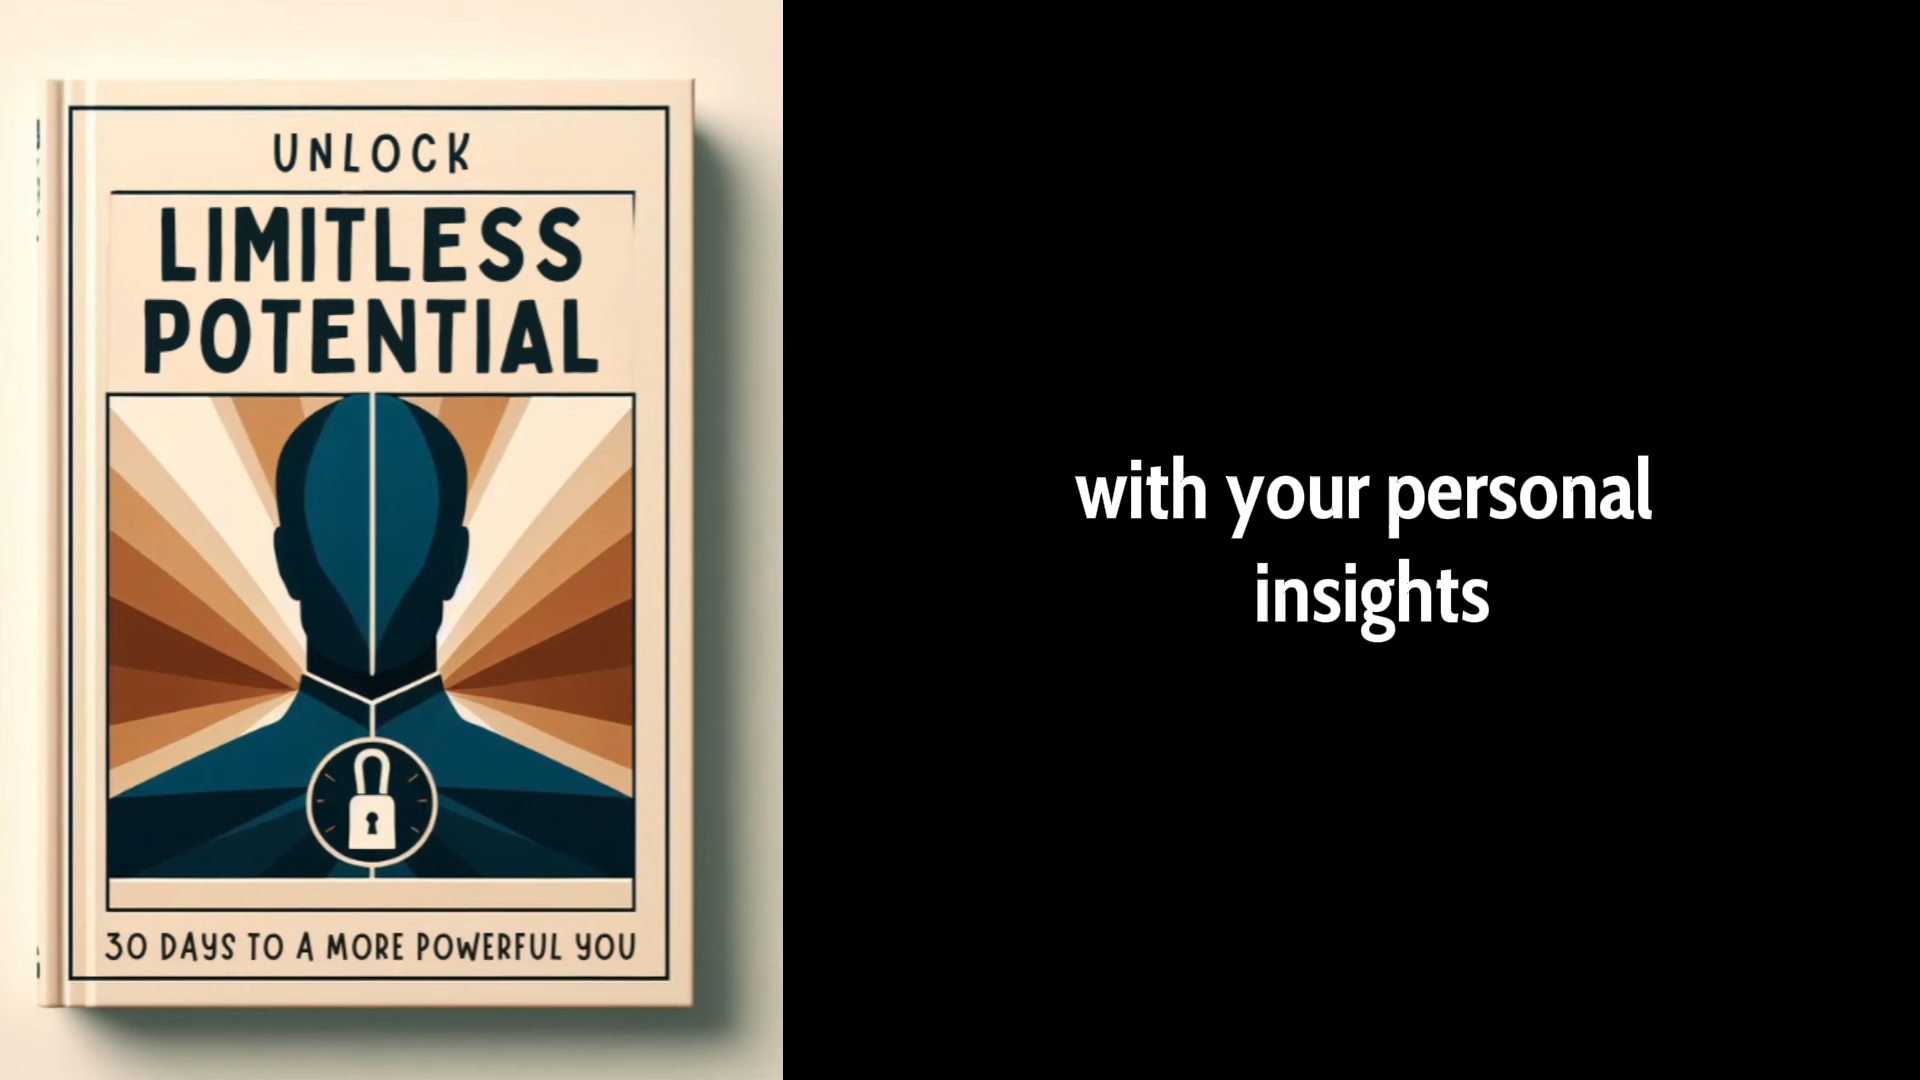 UNLOCK
LIMITLESS
POTENTIAL
30 DAYS TO A MORE POWERFUL YOU
with your personal
insights